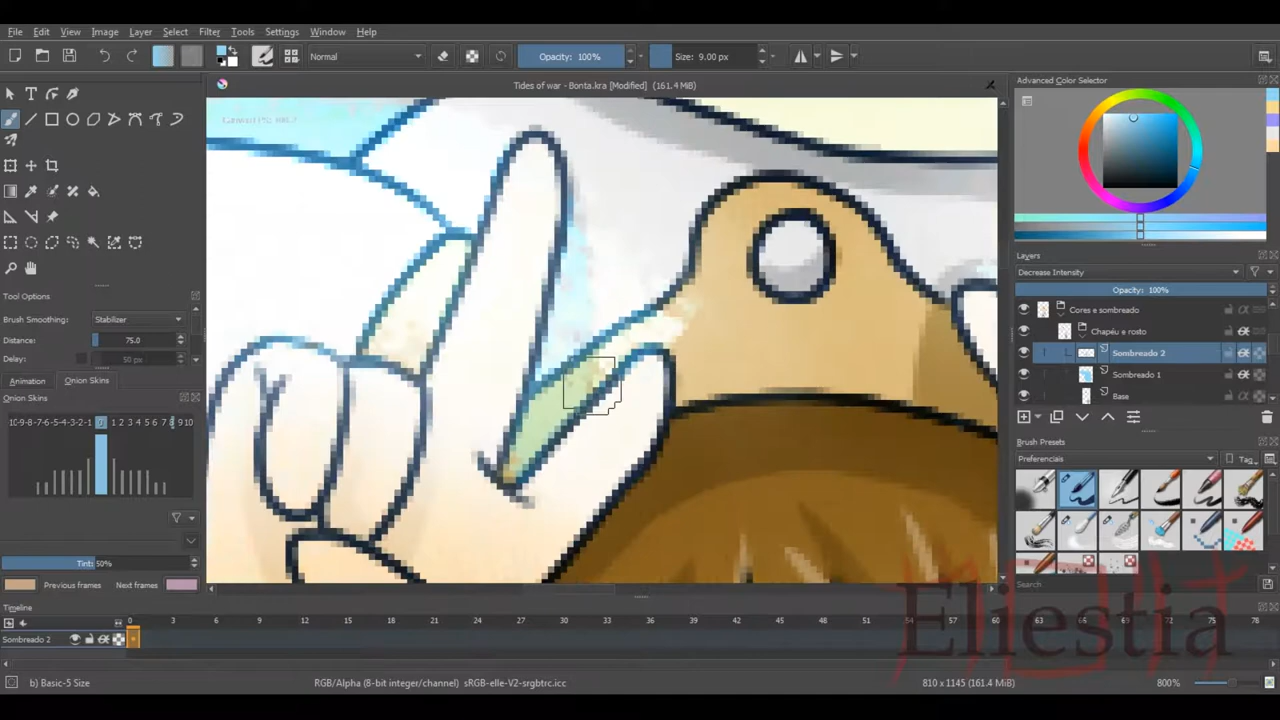 File Edit View Image Layer Select Filter Tools Settings Window Help
Normal Opacity: 100% Size: 9.00 px
Tides of war - Bonta.kra [Modified] (161.4 MiB)
Advanced Color Selector
Tool Options
Brush Smoothing: Stabilizer
Distance: 75.0
Delay: 50 px
Animation Onion Skins
Onion Skins
10-9-8-7-6-5-4-3-2-1 0 1 2 3 4 5 6 7 8 9 10
Tint: 50%
Previous frames Next frames
Layers
Decrease Intensity
Opacity: 100%
Cores e sombreado
Chapéu e rosto
Sombreado 2
Sombreado 1
Base
Brush Presets
Preferenciais Tag
Search
Timeline
0 3 6 9 12 15 18 21 24 27 30 33 36 39 42 45 48 51 54 57 60 63 66 69 72 75 78
Sombreado 2
Eliestia
b) Basic-5 Size RGB/Alpha (8-bit integer/channel) sRGB-elle-V2-srgbtrc.icc 810 x 1145 (161.4 MiB) 800%